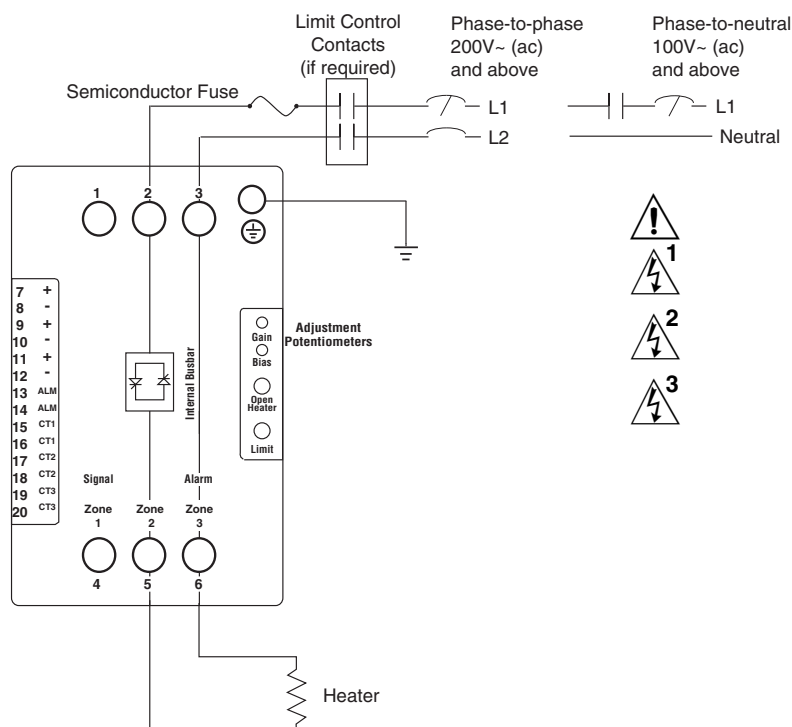 Limit Control
Contacts
(if required)
Phase-to-phase
200V~ (ac)
and above
Phase-to-neutral
100V~ (ac)
and above
Semiconductor Fuse
L1
L2
L1
Neutral
1
2
3
7 +
8 -
9 +
10 -
11 +
12 -
13 ALM
14 ALM
15 CT1
16 CT1
17 CT2
18 CT2
19 CT3
20 CT3
Internal Busbar
Gain
Bias
Open
Heater
Limit
Adjustment
Potentiometers
Signal
Alarm
Zone
1
Zone
2
Zone
3
4
5
6
Heater
!
1
2
3